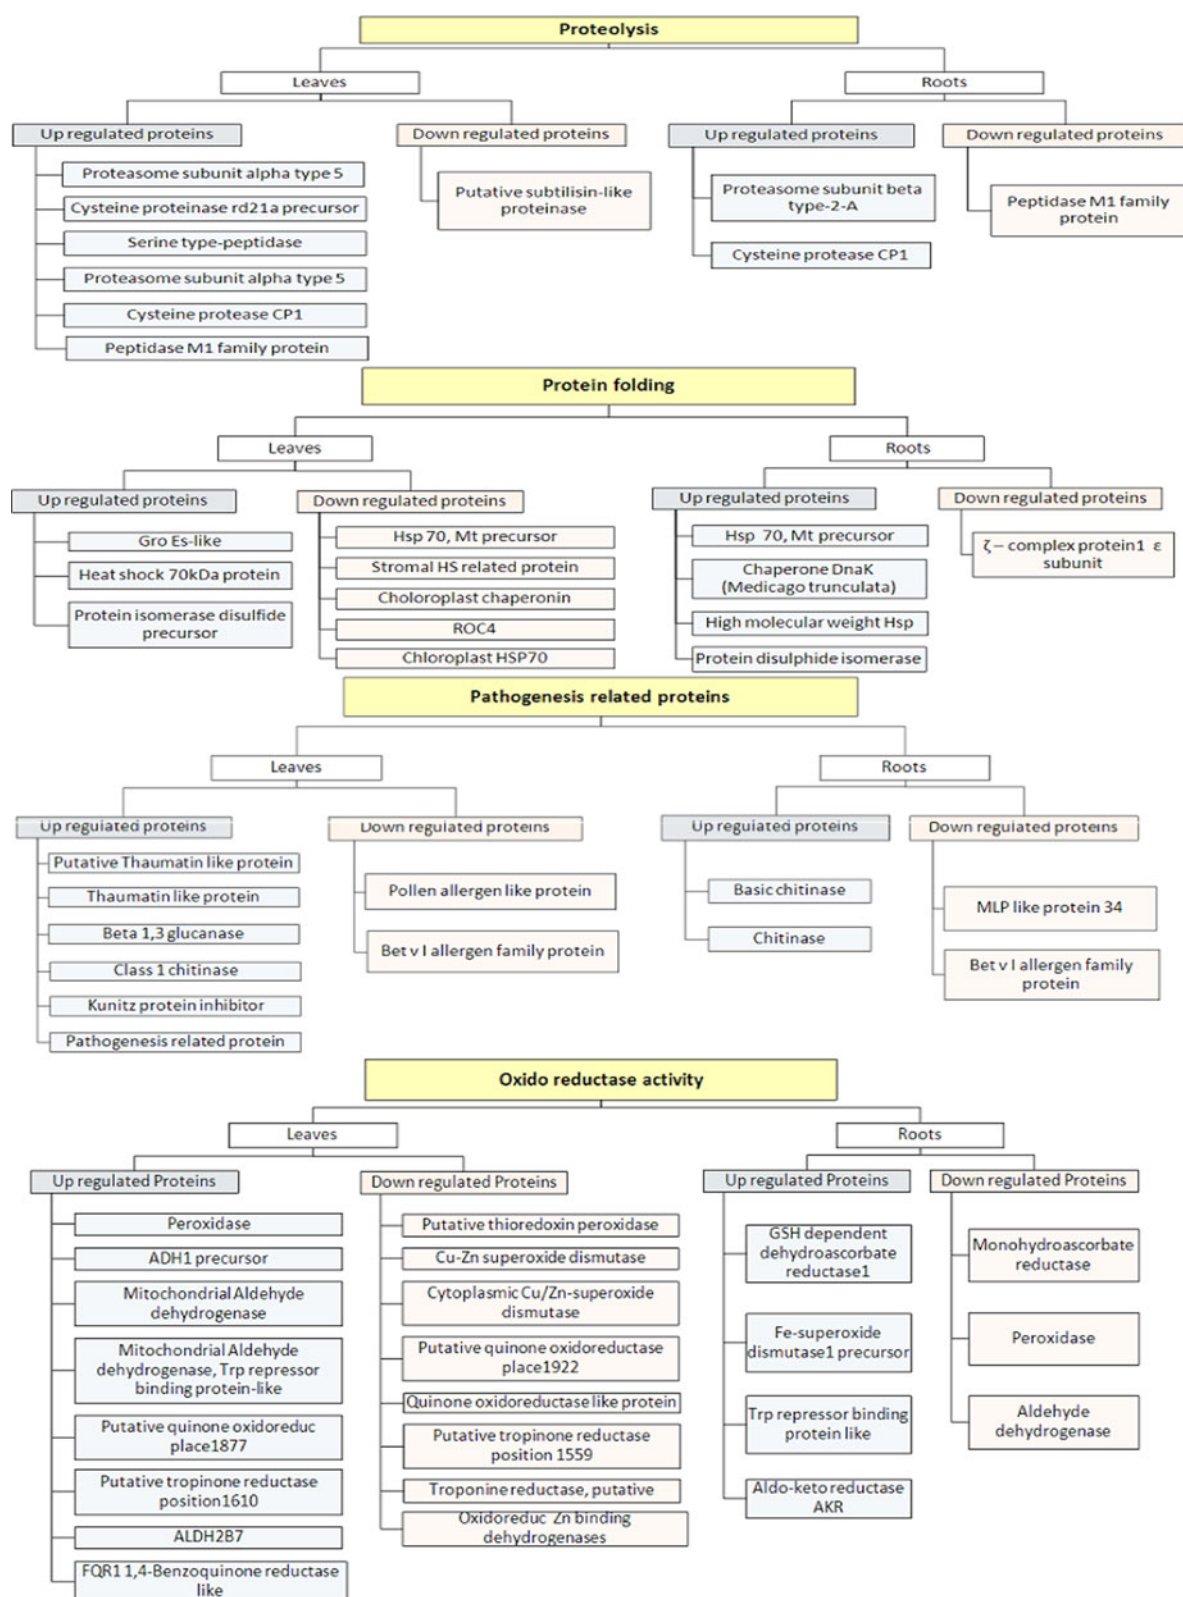 Proteolysis
Leaves
Roots
Up regulated proteins
Down regulated proteins
Up regulated proteins
Down regulated proteins
Proteasome subunit alpha type 5
Cysteine proteinase rd21a precursor
Serine type-peptidase
Proteasome subunit alpha type 5
Cysteine protease CP1
Peptidase M1 family protein
Putative subtilisin-like
proteinase
Proteasome subunit beta
type-2-A
Cysteine protease CP1
Peptidase M1 family
protein
Protein folding
Leaves
Roots
Up regulated proteins
Down regulated proteins
Up regulated proteins
Down regulated proteins
Gro Es-like
Heat shock 70kDa protein
Protein isomerase disulfide
precursor
Hsp 70, Mt precursor
Stromal HS related protein
Choloroplast chaperonin
ROC4
Chloroplast HSP70
Hsp 70, Mt precursor
Chaperone DnaK
(Medicago trunculata)
High molecular weight Hsp
Protein disulphide isomerase
ζ – complex protein1 ε
subunit
Pathogenesis related proteins
Leaves
Roots
Up regulated proteins
Down regulated proteins
Up regulated proteins
Down regulated proteins
Putative Thaumatin like protein
Thaumatin like protein
Beta 1,3 glucanase
Class 1 chitinase
Kunitz protein inhibitor
Pathogenesis related protein
Pollen allergen like protein
Bet v I allergen family protein
Basic chitinase
Chitinase
MLP like protein 34
Bet v I allergen family
protein
Oxido reductase activity
Leaves
Roots
Up regulated Proteins
Down regulated Proteins
Up regulated Proteins
Down regulated Proteins
Peroxidase
ADH1 precursor
Mitochondrial Aldehyde
dehydrogenase
Mitochondrial Aldehyde
dehydrogenase, Trp repressor
binding protein-like
Putative quinone oxidoreduc
place1877
Putative tropinone reductase
position1610
ALDH2B7
FQR1 1,4-Benzoquinone reductase
like
Putative thioredoxin peroxidase
Cu-Zn superoxide dismutase
Cytoplasmic Cu/Zn-superoxide
dismutase
Putative quinone oxidoreductase
place1922
Quinone oxidoreductase like protein
Putative tropinone reductase
position 1559
Troponine reductase, putative
Oxidoreduc Zn binding
dehydrogenases
GSH dependent
dehydroascorbate
reductase1
Fe-superoxide
dismutase1 precursor
Trp repressor binding
protein like
Aldo-keto reductase
AKR
Monohydroascorbate
reductase
Peroxidase
Aldehyde
dehydrogenase